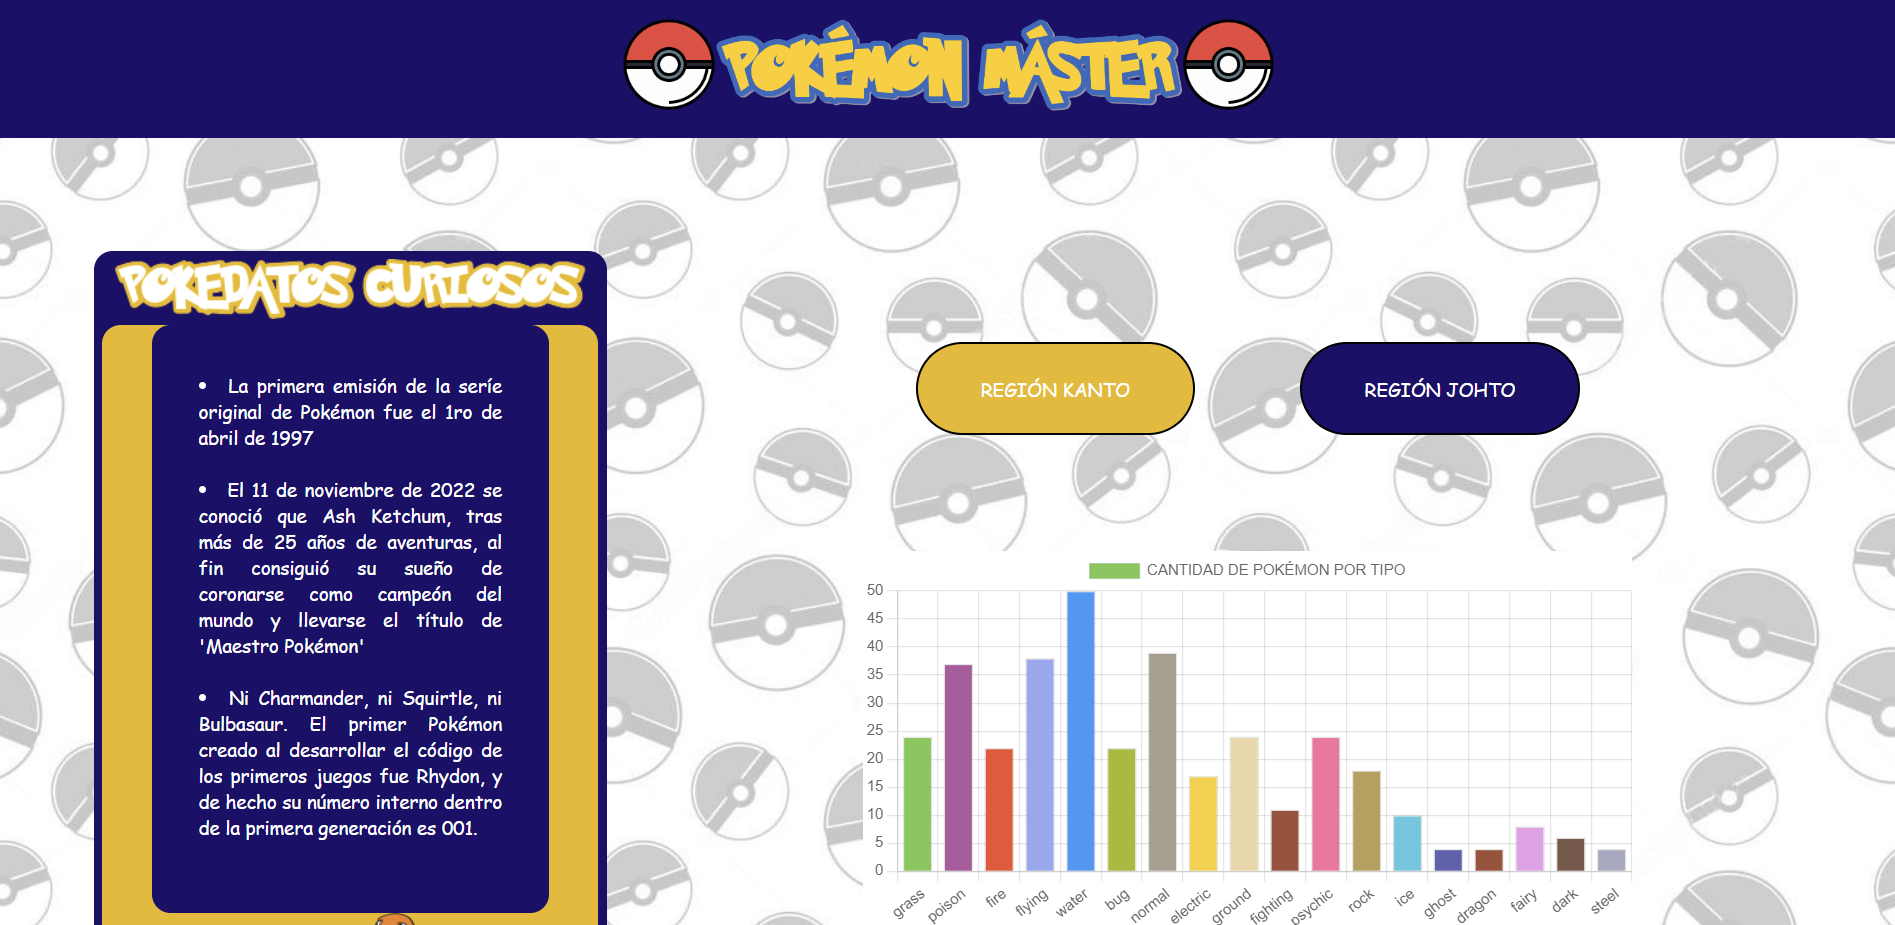 POKÉMON MÁSTER
POKEDATOS CURIOSOS
• La primera emisión de la seríe
original de Pokémon fue el 1ro de
abril de 1997
• El 11 de noviembre de 2022 se
conoció que Ash Ketchum, tras
más de 25 años de aventuras, al
fin consiguió su sueño de
coronarse como campeón del
mundo y llevarse el título de
'Maestro Pokémon'
• Ni Charmander, ni Squirtle, ni
Bulbasaur. El primer Pokémon
creado al desarrollar el código de
los primeros juegos fue Rhydon, y
de hecho su número interno dentro
de la primera generación es 001.
REGIÓN KANTO
REGIÓN JOHTO
CANTIDAD DE POKÉMON POR TIPO
50
45
40
35
30
25
20
15
10
5
0
grass
poison
fire
flying
water
bug
normal
electric
ground
fighting
psychic
rock
ice
ghost
dragon
fairy
dark
steel